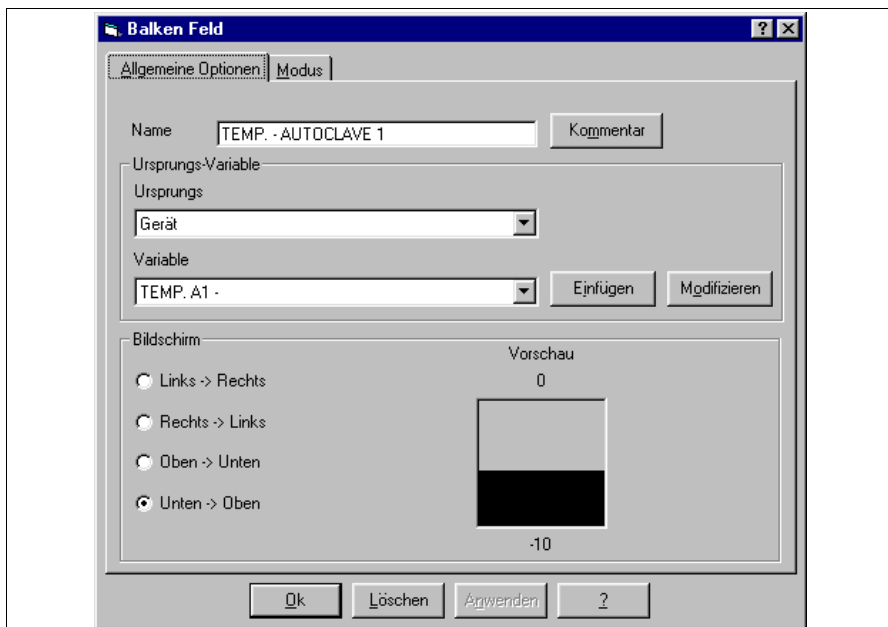 Balken Feld
Allgemeine Optionen Modus
Name TEMP. - AUTOCLAVE 1 Kommentar
Ursprungs-Variable
Ursprungs
Gerät
Variable
TEMP. A1 - Einfügen Modifizieren
Bildschirm
Vorschau
0
Links -> Rechts
Rechts -> Links
Oben -> Unten
Unten -> Oben
-10
Ok Löschen Anwenden ?